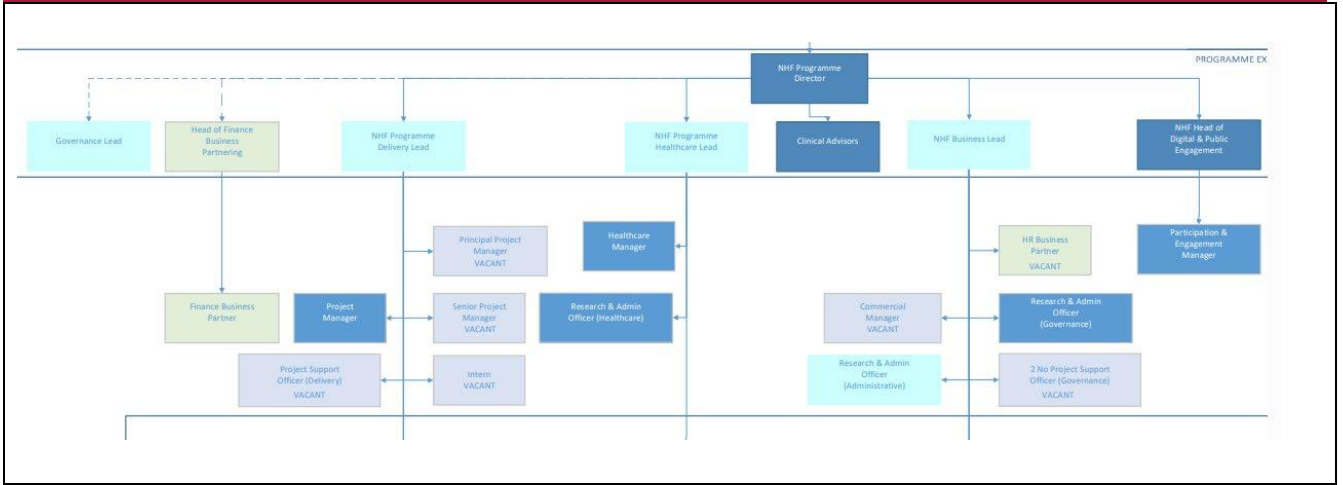 PROGRAMME EX
NHF Programme
Director
Governance Lead
Head of Finance
Business
Partnering
NHF Programme
Delivery Lead
NHF Programme
Healthcare Lead
Clinical Advisors
NHF Business Lead
NHF Head of
Digital & Public
Engagement
Principal Project
Manager
VACANT
Healthcare
Manager
HR Business
Partner
VACANT
Participation &
Engagement
Manager
Finance Business
Partner
Project
Manager
Senior Project
Manager
VACANT
Research & Admin
Officer (Healthcare)
Commercial
Manager
VACANT
Research & Admin
Officer
(Governance)
Project Support
Officer (Delivery)
VACANT
Intern
VACANT
Research & Admin
Officer
(Administrative)
2 No Project Support
Officer (Governance)
VACANT